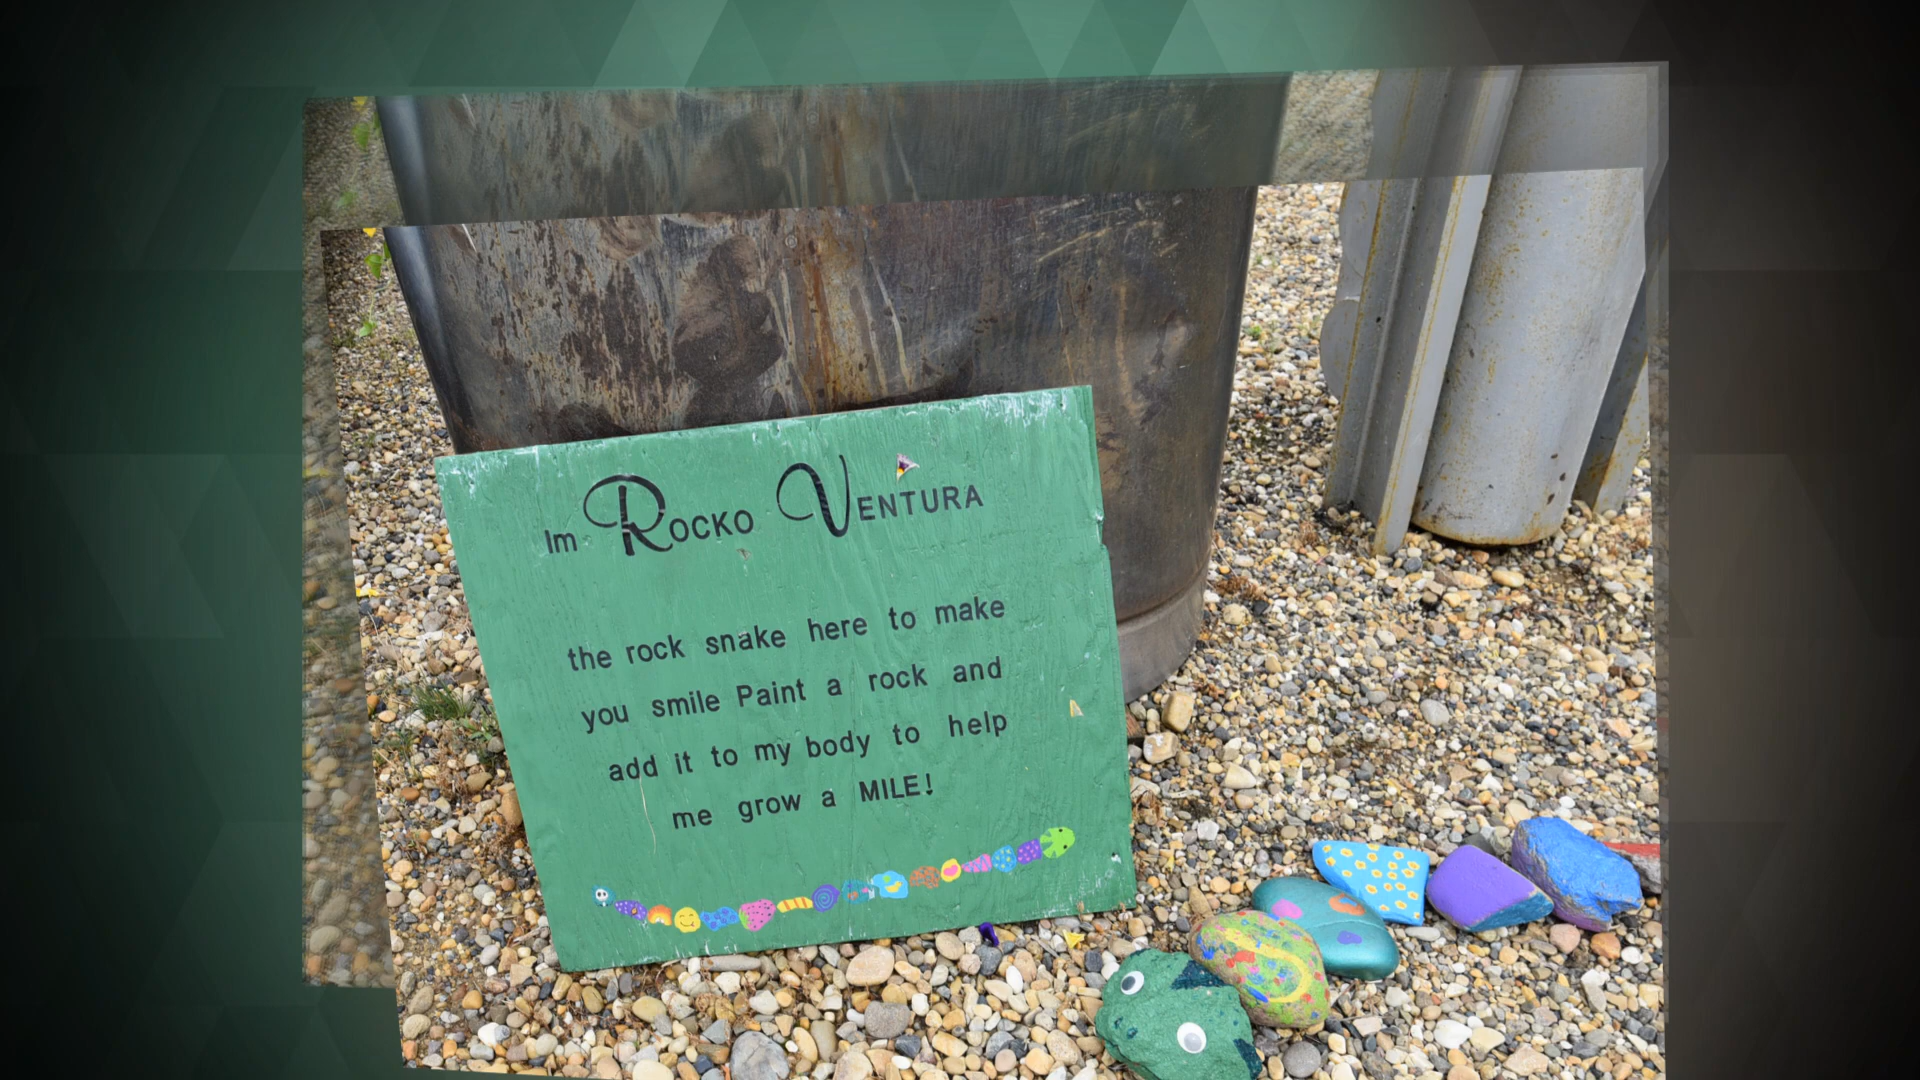 Im Rocko Ventura
the rock snake here to make
you smile Paint a rock and
add it to my body to help
me grow a MILE!